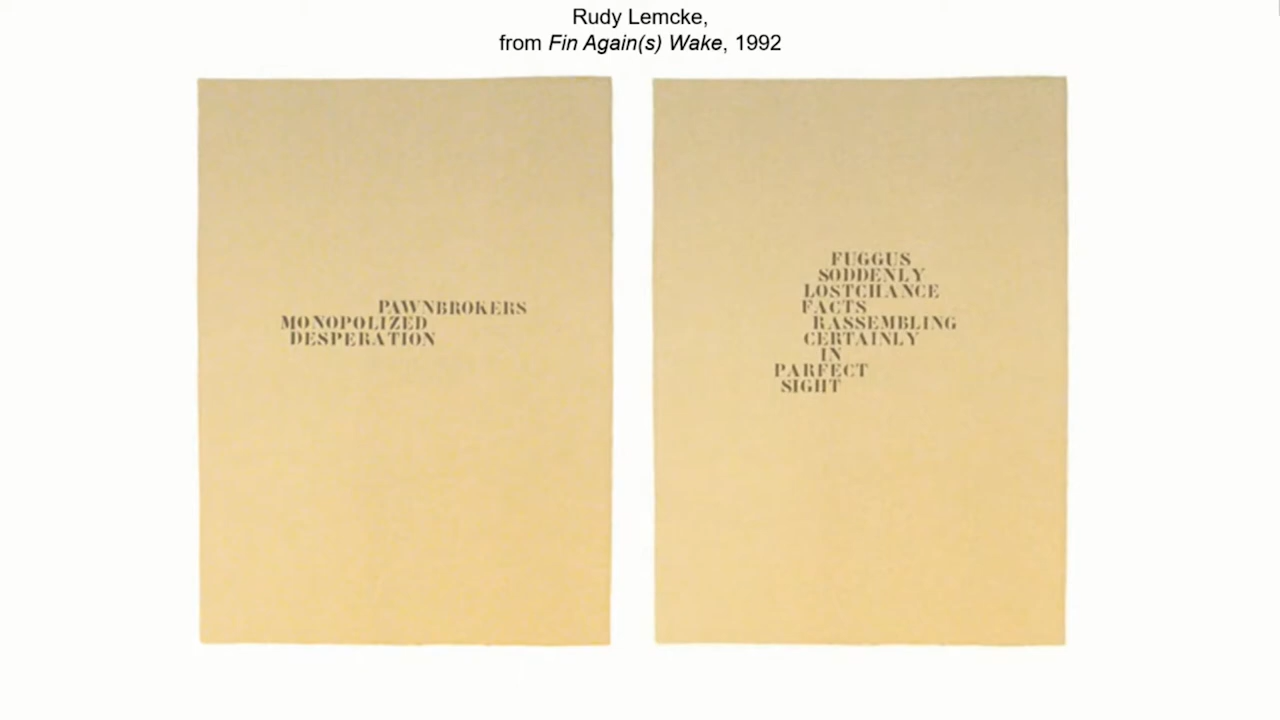 Rudy Lemcke,
from Fin Again(s) Wake, 1992
PAWNBROKERS
MONOPOLIZED
DESPERATION
FUGGUS
SODDENLY
LOSTCHANCE
FACTS
RASSEMBLING
CERTAINLY
IN
PARFECT
SIGHT